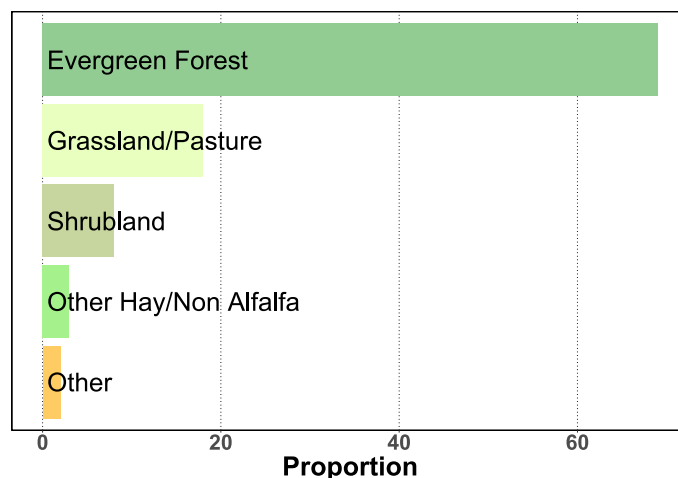 Evergreen Forest
Grassland/Pasture
Shrubland
Other Hay/Non Alfalfa
Other
0 20 40 60
Proportion